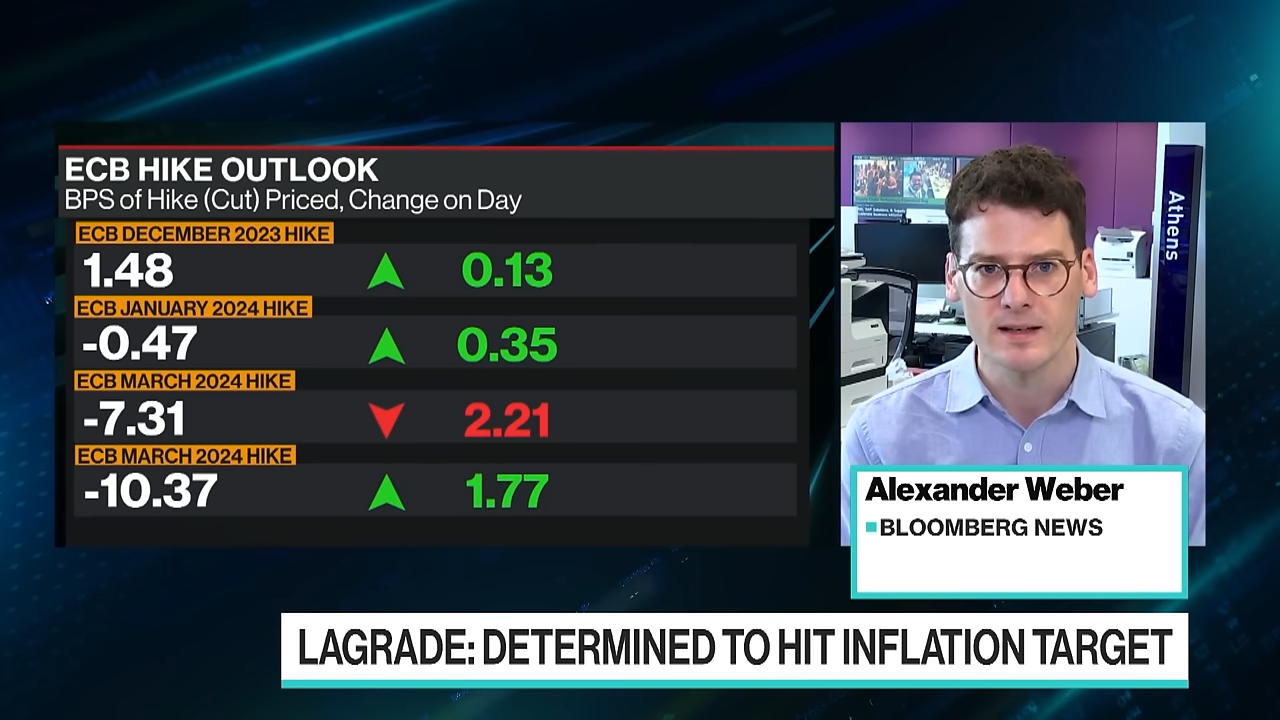 ECB HIKE OUTLOOK
BPS of Hike (Cut) Priced, Change on Day
ECB DECEMBER 2023 HIKE
1.48 0.13
ECB JANUARY 2024 HIKE
-0.47 0.35
ECB MARCH 2024 HIKE
-7.31 2.21
ECB MARCH 2024 HIKE
-10.37 1.77
Athens
Alexander Weber
BLOOMBERG NEWS
LAGRADE: DETERMINED TO HIT INFLATION TARGET